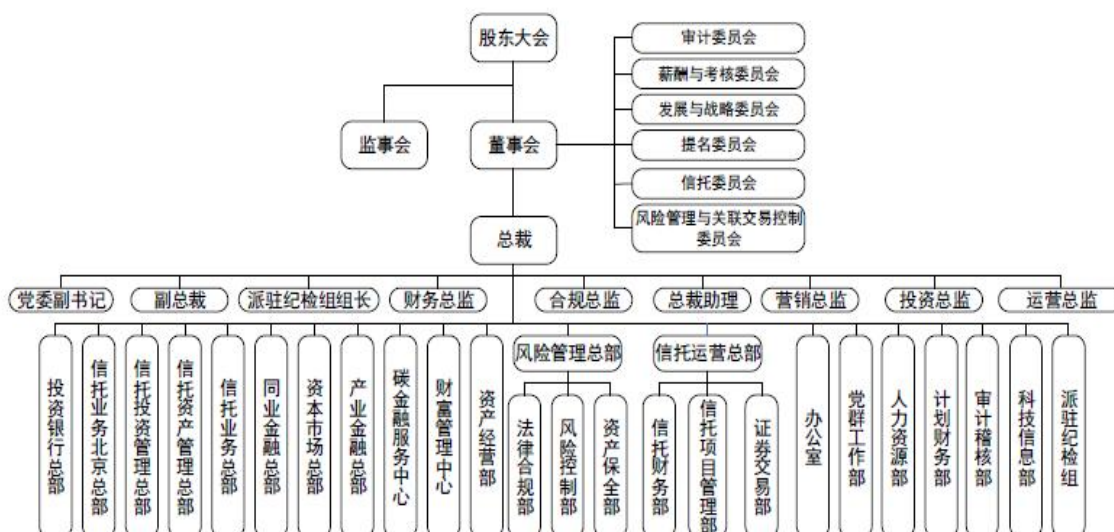 股东大会
审计委员会
薪酬与考核委员会
发展与战略委员会
监事会
董事会
提名委员会
信托委员会
风险管理与关联交易控制
委员会
总裁
党委副书记
副总裁
派驻纪检组组长
财务总监
合规总监
总裁助理
营销总监
投资总监
运营总监
投资银行总部
信托业务北京总部
信托投资管理总部
信托资产管理总部
信托业务总部
同业金融总部
资本市场总部
产业金融总部
碳金融服务中心
财富管理中心
资产经营部
风险管理总部
法律合规部
风险控制部
资产保全部
信托运营总部
信托财务部
信托项目管理部
证券交易部
办公室
党群工作部
人力资源部
计划财务部
审计稽核部
科技信息部
派驻纪检组